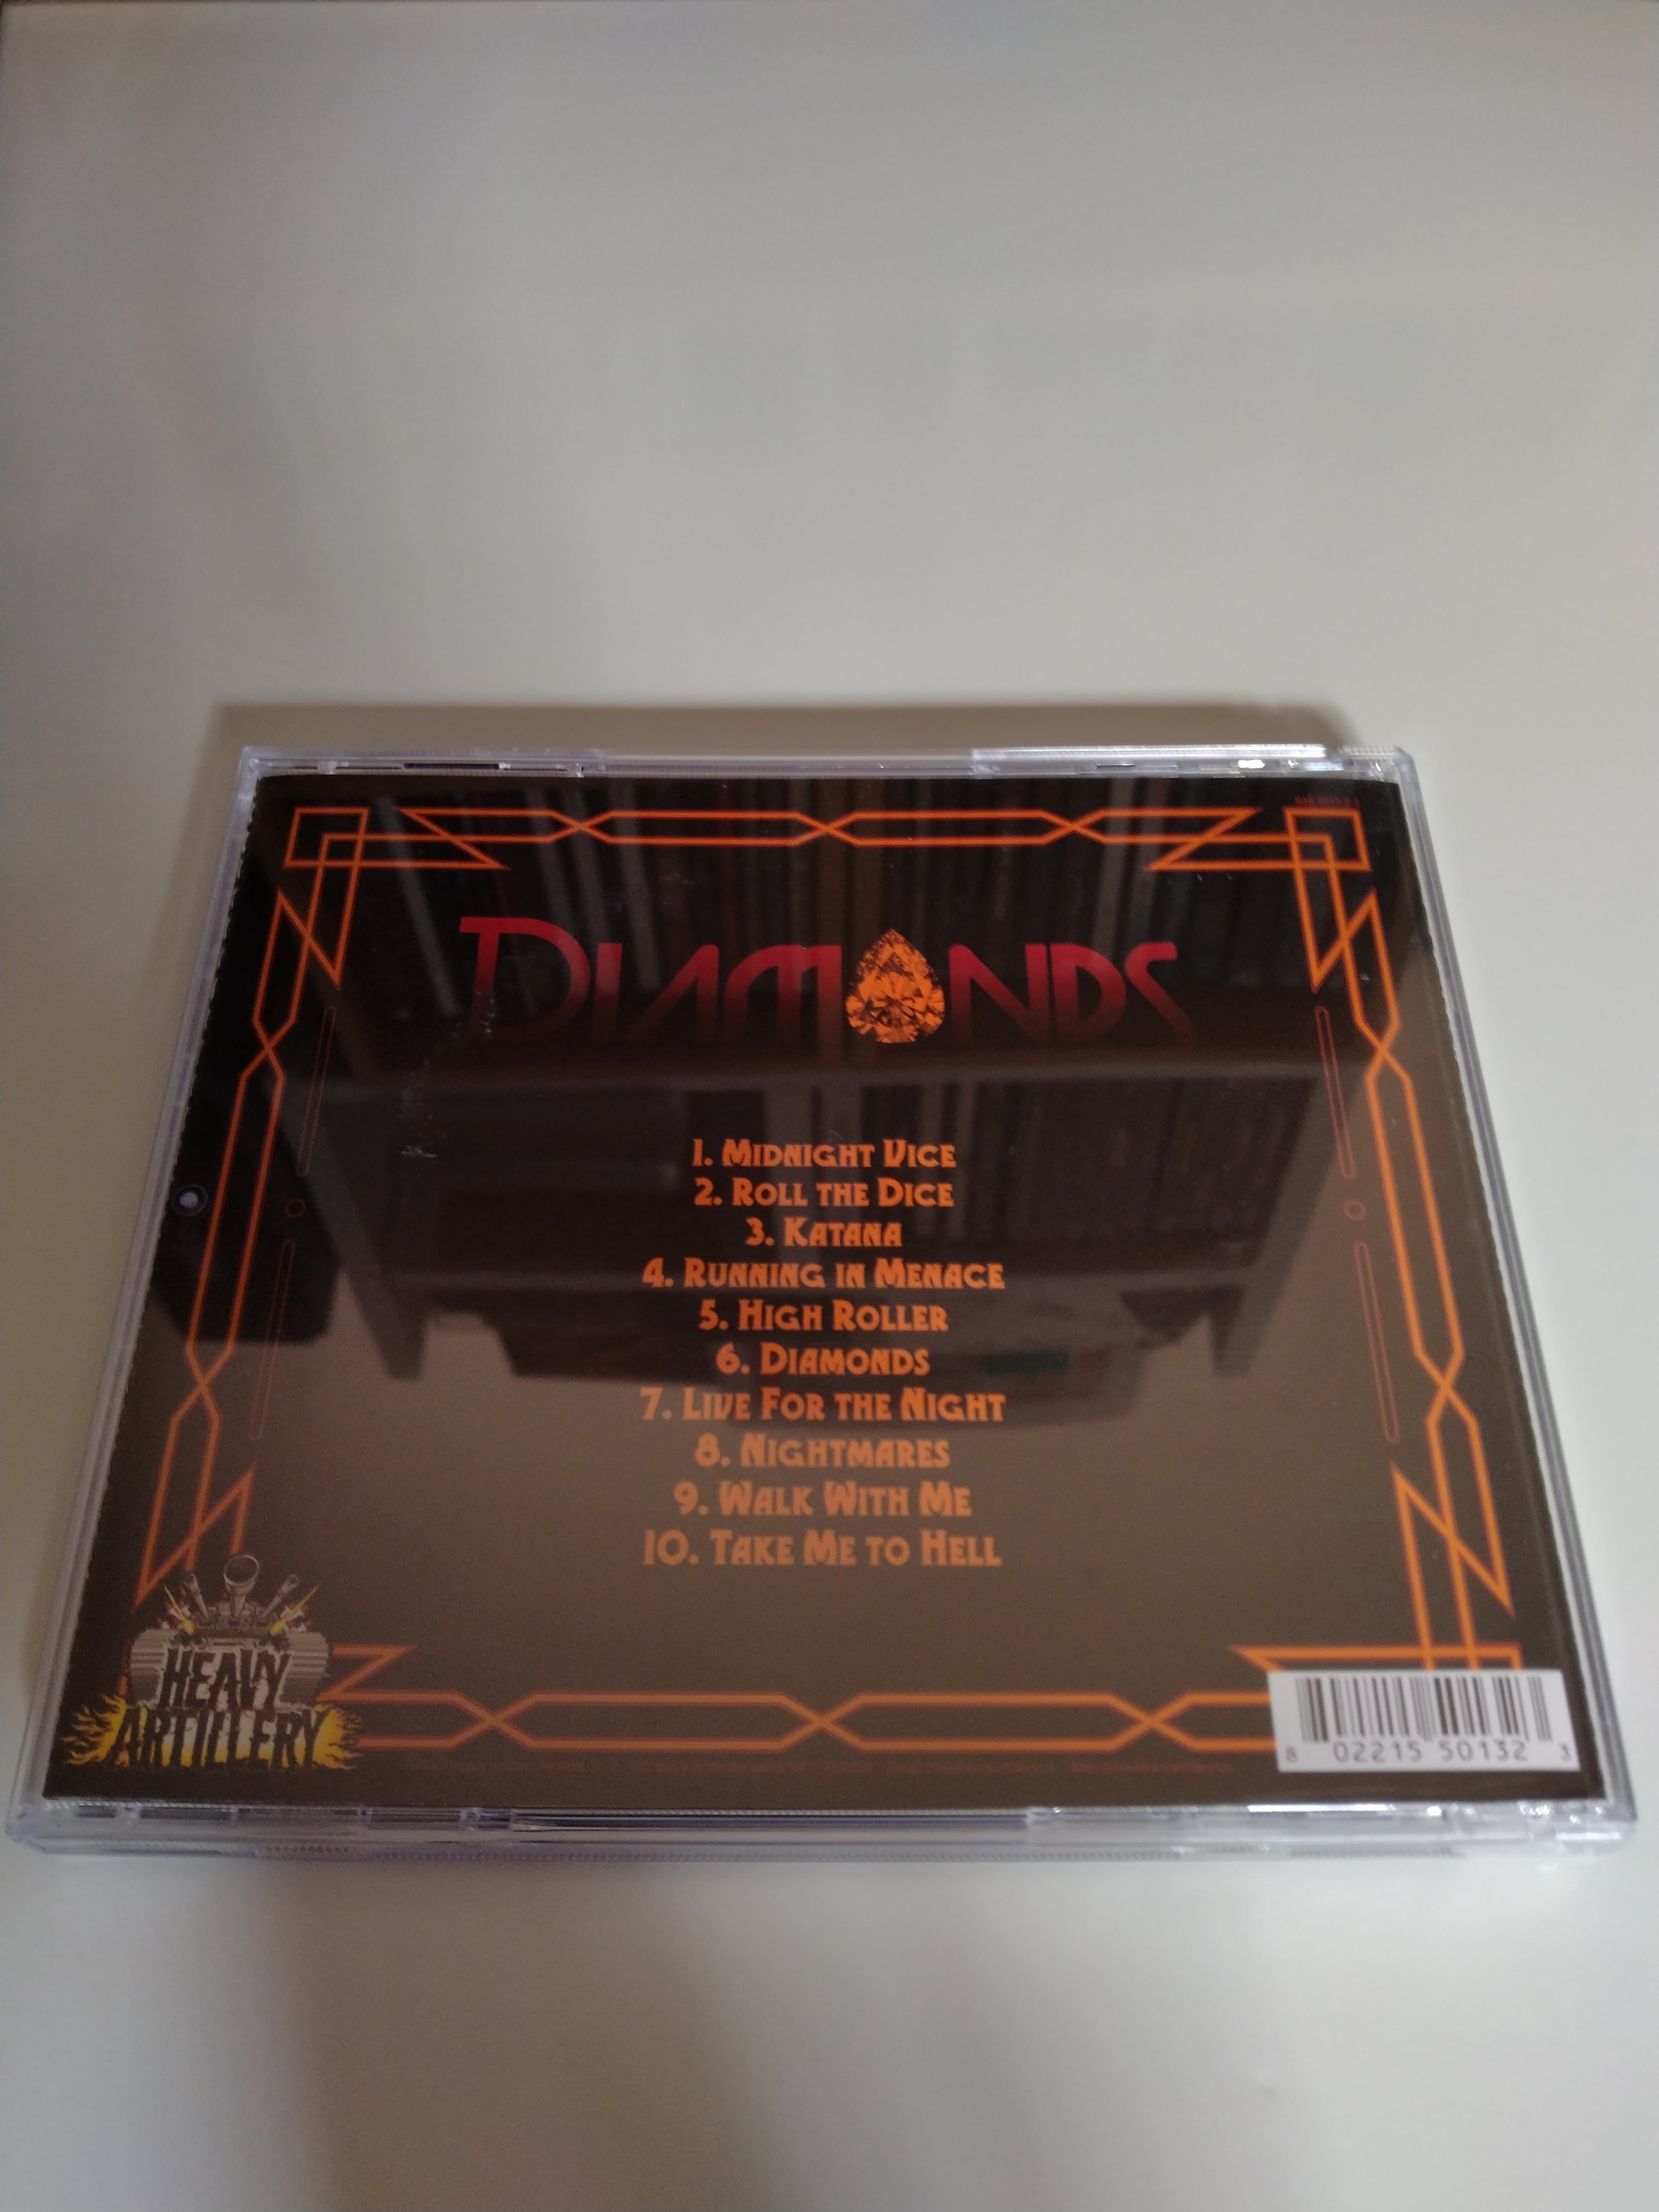 DIAMONDS
1. MIDNIGHT VICE
2. ROLL THE DICE
3. KATANA
4. RUNNING IN MENACE
5. HIGH ROLLER
6. DIAMONDS
7. LIVE FOR THE NIGHT
8. NIGHTMARES
9. WALK WITH ME
10. TAKE ME TO HELL
HEAVY
ARTILLERY
8 02215 50132 3